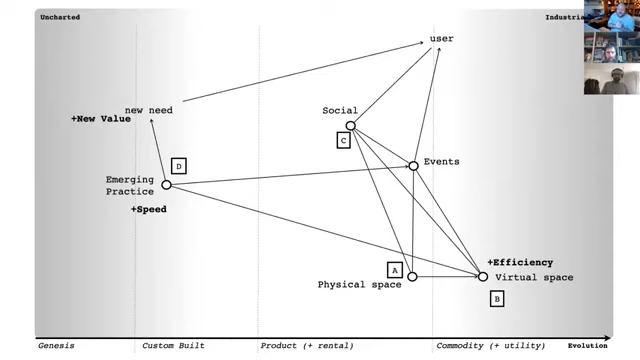 Uncharted
Industria
user
new need
+New Value
Social
C
D
Events
Emerging
Practice
+Speed
+Efficiency
A
Virtual space
Physical space
B
Genesis
Custom Built
Product (+ rental)
Commodity (+ utility)
Evolution